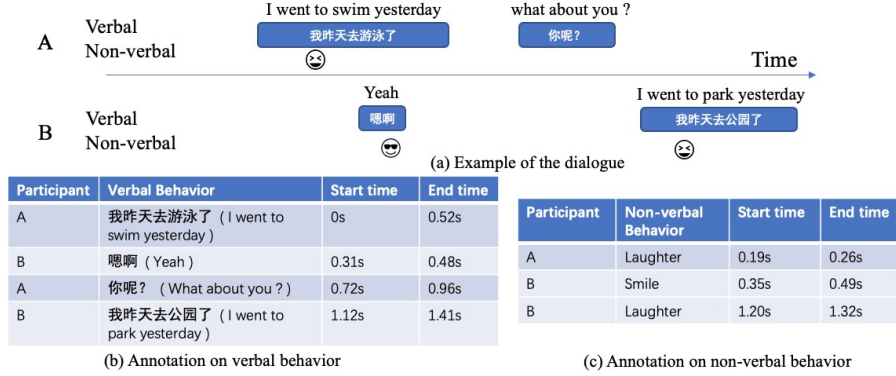 I went to swim yesterday what about you ?
A Verbal 我昨天去游泳了 你呢？
Non-verbal
Time
Yeah I went to park yesterday
B Verbal 嗯啊 我昨天去公园了
Non-verbal
(a) Example of the dialogue
Participant Verbal Behavior Start time End time
A 我昨天去游泳了 ( I went to 0s 0.52s
swim yesterday )
B 嗯啊 ( Yeah ) 0.31s 0.48s
A 你呢？ ( What about you ? ) 0.72s 0.96s
B 我昨天去公园了 ( I went to 1.12s 1.41s
park yesterday )
(b) Annotation on verbal behavior
Participant Non-verbal Start time End time
Behavior
A Laughter 0.19s 0.26s
B Smile 0.35s 0.49s
B Laughter 1.20s 1.32s
(c) Annotation on non-verbal behavior